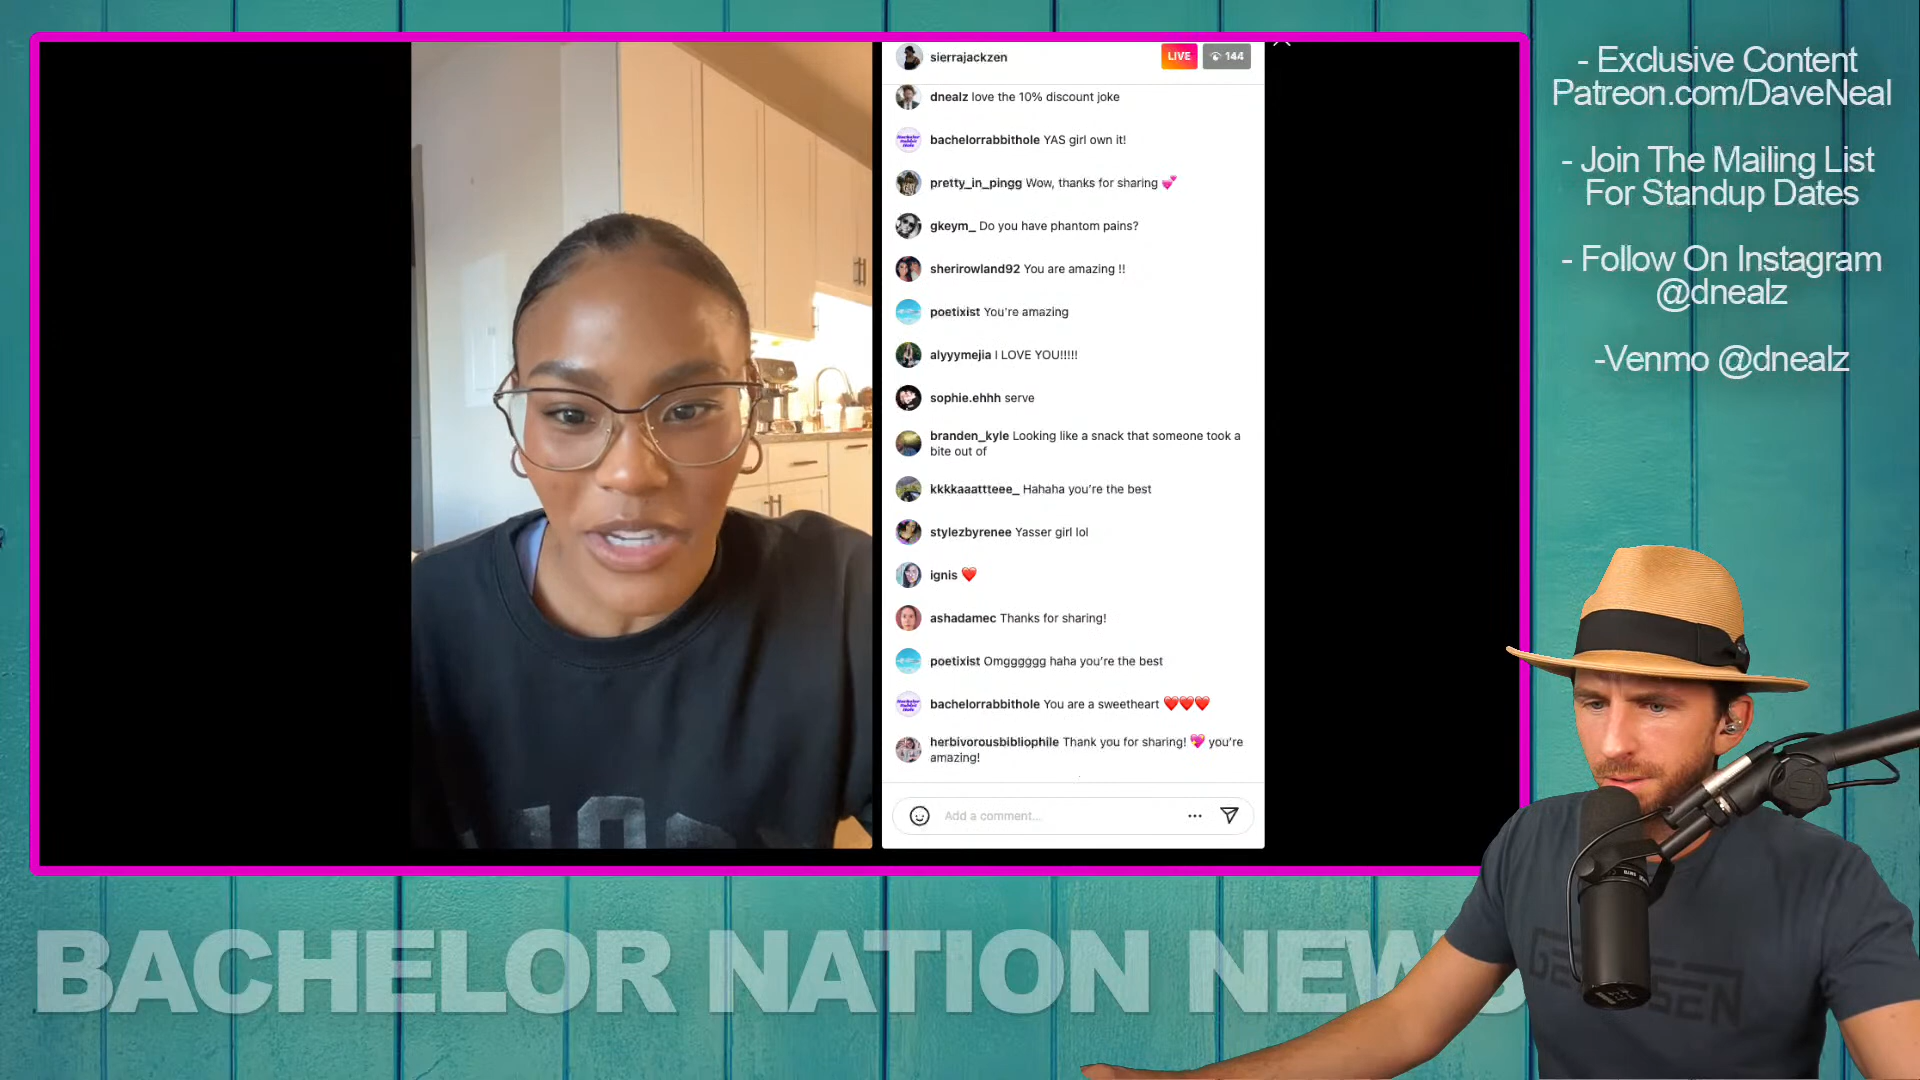 sierrajackzen
LIVE
144
dnealz love the 10% discount joke
bachelorrabbithole YAS girl own it!
pretty_in_pingg Wow, thanks for sharing 💕
gkeym_ Do you have phantom pains?
sherirowland92 You are amazing !!
poetixist You're amazing
alyyymejia I LOVE YOU!!!!!
sophie.ehhh serve
branden_kyle Looking like a snack that someone took a
bite out of
kkkkaaattteee_ Hahaha you're the best
stylezbyrenee Yasser girl lol
ignis ❤️
ashadamec Thanks for sharing!
poetixist Omgggggg haha you're the best
bachelorrabbithole You are a sweetheart ❤️❤️❤️
herbivorousbibliophile Thank you for sharing! 💖 you're
amazing!
Add a comment...
- Exclusive Content
Patreon.com/DaveNeal
- Join The Mailing List
For Standup Dates
- Follow On Instagram
@dnealz
-Venmo @dnealz
BACHELOR NATION NEWS